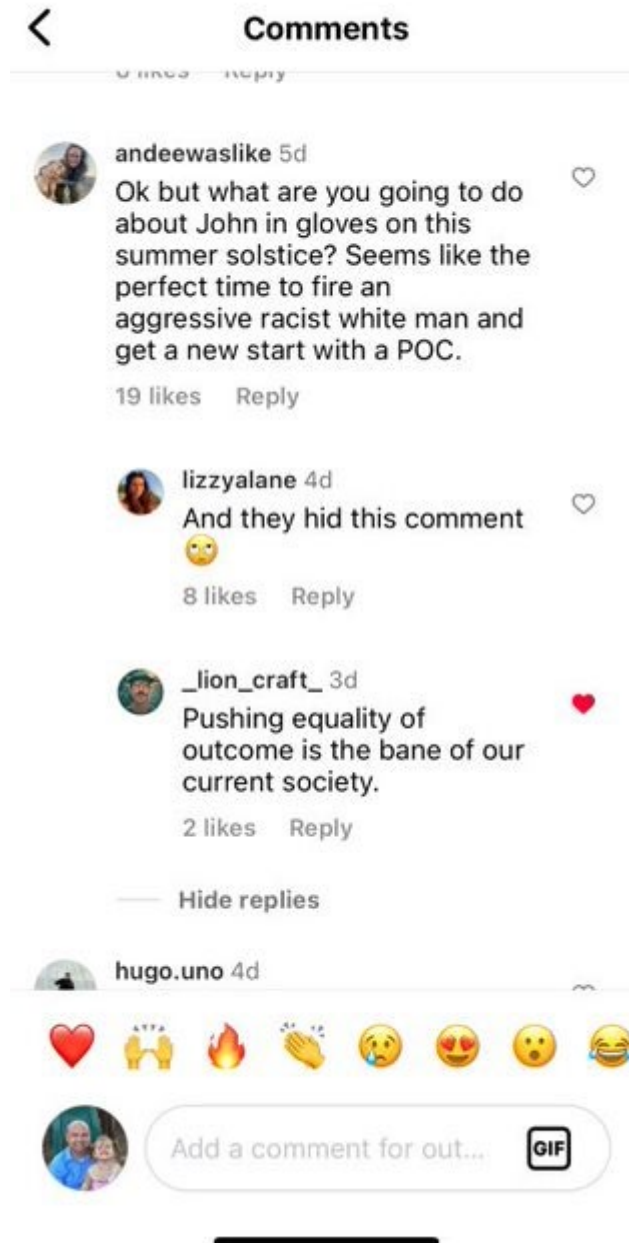 Comments
andeewaslike 5d
Ok but what are you going to do
about John in gloves on this
summer solstice? Seems like the
perfect time to fire an
aggressive racist white man and
get a new start with a POC.
19 likes Reply
lizzyalane 4d
And they hid this comment
🙄
8 likes Reply
_lion_craft_ 3d
Pushing equality of
outcome is the bane of our
current society.
2 likes Reply
Hide replies
hugo.uno 4d
Add a comment for out...
GIF